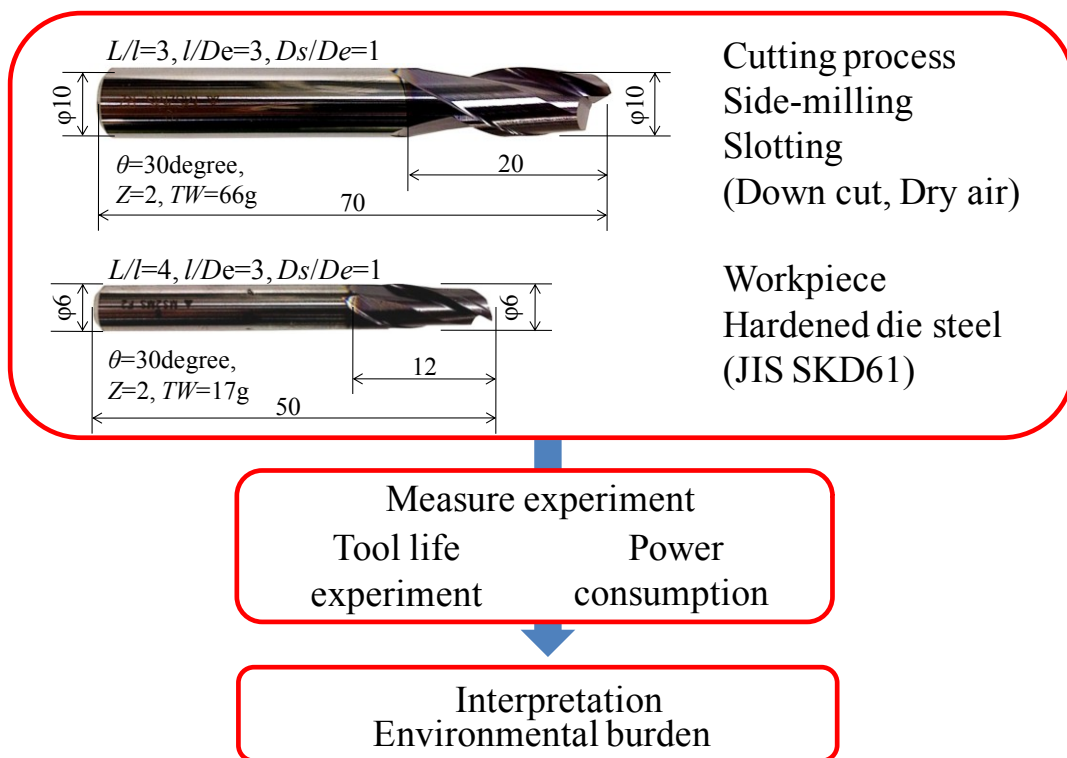 L/l=3, l/De=3, Ds/De=1
φ10
φ10
θ=30degree,
Z=2, TW=66g
20
70
L/l=4, l/De=3, Ds/De=1
φ6
φ6
θ=30degree,
Z=2, TW=17g
12
50
Cutting process
Side-milling
Slotting
(Down cut, Dry air)
Workpiece
Hardened die steel
(JIS SKD61)
Measure experiment
Tool life
experiment
Power
consumption
Interpretation
Environmental burden